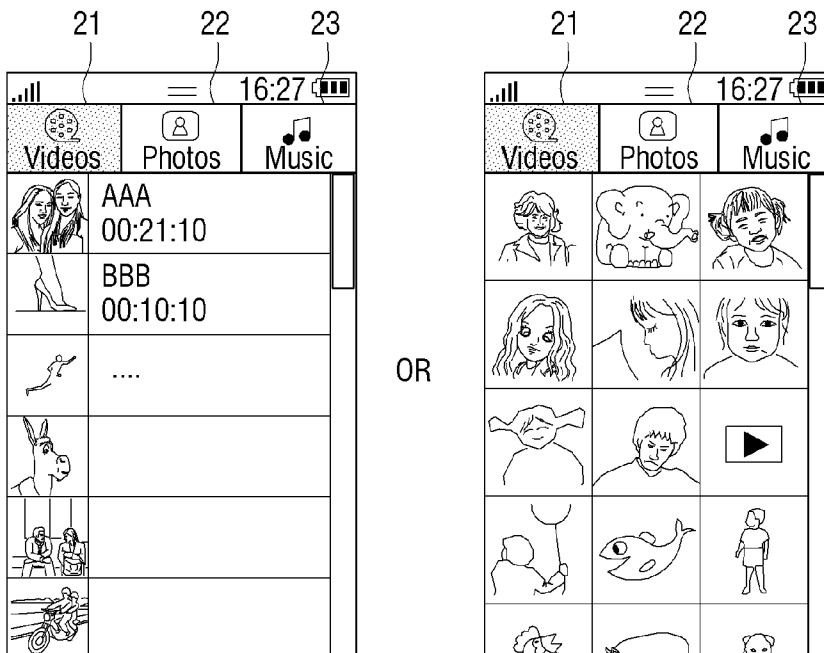 21 22 23
16:27
Videos Photos Music
AAA
00:21:10
BBB
00:10:10
....
OR
21 22 23
16:27
Videos Photos Music